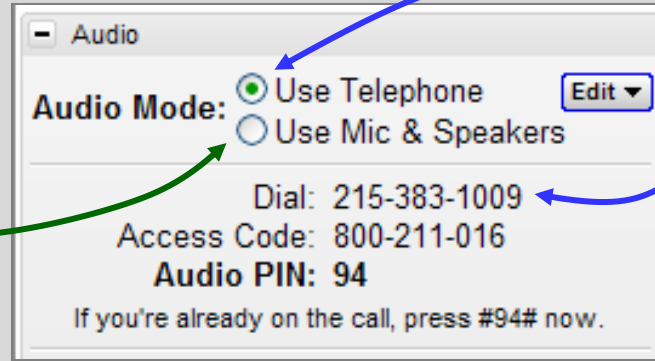 Audio
Audio Mode: Use Telephone Edit
Use Mic & Speakers
Dial: 215-383-1009
Access Code: 800-211-016
Audio PIN: 94
If you're already on the call, press #94# now.